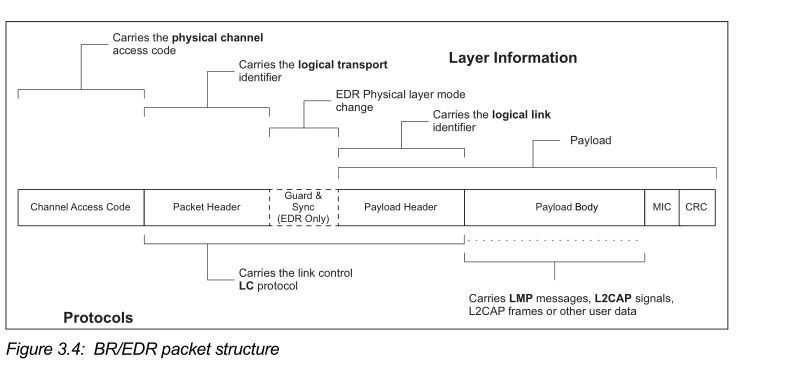 Carries the physical channel
access code
Layer Information
Carries the logical transport
identifier
EDR Physical layer mode
change
Carries the logical link
identifier
Payload
Channel Access Code
Packet Header
Guard &
Sync
(EDR Only)
Payload Header
Payload Body
MIC
CRC
Carries the link control
LC protocol
Carries LMP messages, L2CAP signals,
L2CAP frames or other user data
Protocols
Figure 3.4: BR/EDR packet structure